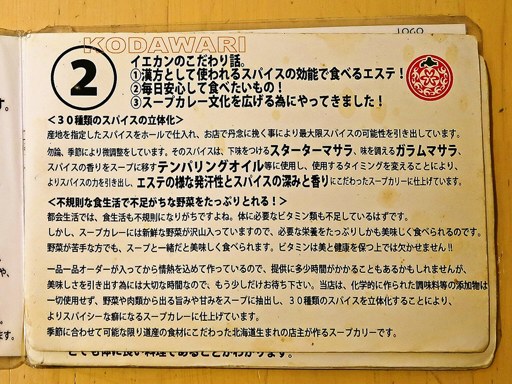 KODAWARI
LOGO
2
イエカンのこだわり話。
①漢方として使われるスパイスの効能で食べるエステ！
②毎日安心して食べたいもの！
③スープカレー文化を広げる為にやってきました！
＜３０種類のスパイスの立体化＞
産地を指定したスパイスをホールで仕入れ、お店で丹念に挽く事により最大限スパイスの可能性を引き出しています。
勿論、季節により微調整をしています。そのスパイスは、下味をつけるスターターマサラ、味を調えるガラムマサラ、
スパイスの香りをスープに移すテンパリングオイル等に使用し、使用するタイミングを変えることにより、
よりスパイスの力を引き出し、エステの様な発汗性とスパイスの深みと香りにこだわったスープカリーに仕上げています。
＜不規則な食生活で不足がちな野菜をたっぷりとれる！＞
都会生活では、食生活も不規則になりがちですよね。体に必要なビタミン類も不足しているはずです。
しかし、スープカレーには新鮮な野菜が沢山入っていますので、必要な栄養をたっぷりしかも美味しく食べられるのです。
野菜が苦手な方でも、スープと一緒だと美味しく食べられます。ビタミンは美と健康を保つ上では欠かせません!!
一品一品オーダーが入ってから情熱を込めて作っているので、提供に多少時間がかかることもあるかもしれませんが、
美味しさを引き出す為には大切な時間なので、もう少しだけお待ち下さい。当店は、化学的に作られた調味料等の添加物は
一切使用せず、野菜や肉類から出る旨みや甘みをスープに抽出し、３０種類のスパイスを立体化することにより、
よりスパイシーな癖になるスープカレーに仕上げています。
季節に合わせて可能な限り道産の食材にこだわった北海道生まれの店主が作るスープカリーです。
とても体に良い料理であることがわかります。